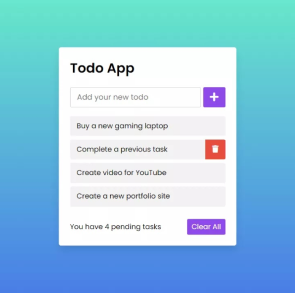 Todo App
Add your new todo
Buy a new gaming laptop
Complete a previous task
Create video for YouTube
Create a new portfolio site
You have 4 pending tasks
Clear All